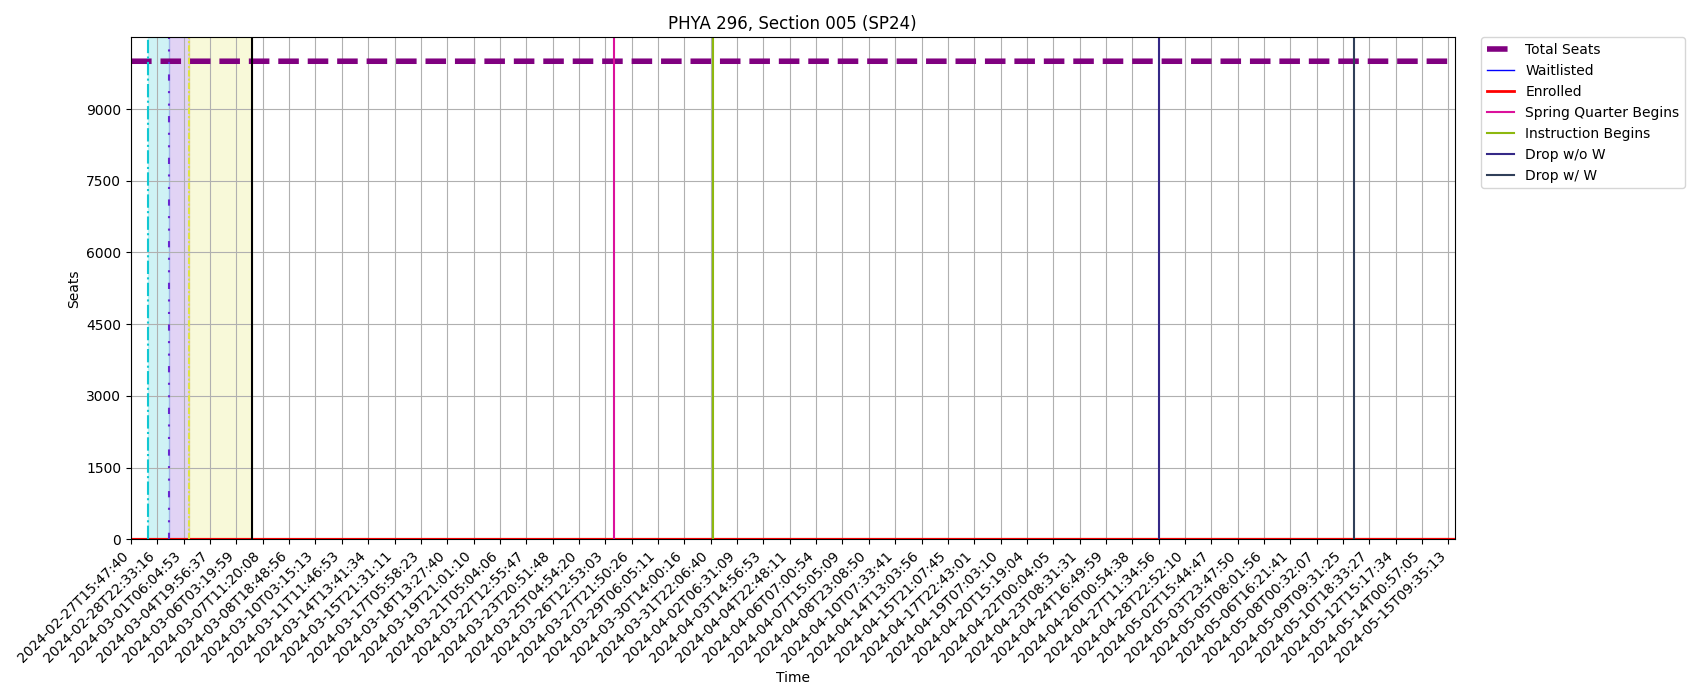 PHYA 296, Section 005 (SP24)
Total Seats
Waitlisted
Enrolled
Spring Quarter Begins
Instruction Begins
Drop w/o W
Drop w/ W
9000
7500
6000
4500
3000
1500
0
Seats
2024-02-27T15:47:40
2024-02-28T22:33:16
2024-03-01T06:04:53
2024-03-04T19:56:37
2024-03-06T03:19:59
2024-03-07T11:20:08
2024-03-08T18:48:56
2024-03-10T03:15:13
2024-03-11T11:46:53
2024-03-14T13:41:34
2024-03-15T21:31:11
2024-03-17T05:58:23
2024-03-18T13:27:40
2024-03-19T21:01:10
2024-03-21T05:04:06
2024-03-22T12:55:47
2024-03-23T20:51:48
2024-03-25T04:54:20
2024-03-26T12:53:03
2024-03-27T21:50:26
2024-03-29T06:05:11
2024-03-30T14:00:16
2024-03-31T22:06:40
2024-04-02T06:31:09
2024-04-03T14:56:53
2024-04-04T22:48:11
2024-04-06T07:00:54
2024-04-07T15:05:09
2024-04-08T23:08:50
2024-04-10T07:33:41
2024-04-14T13:03:56
2024-04-15T21:07:45
2024-04-17T22:43:01
2024-04-19T07:03:10
2024-04-20T15:19:04
2024-04-22T00:04:05
2024-04-23T08:31:31
2024-04-24T16:49:59
2024-04-26T00:54:38
2024-04-27T11:34:56
2024-04-28T22:52:10
2024-05-02T15:44:47
2024-05-03T23:47:50
2024-05-05T08:01:56
2024-05-06T16:21:41
2024-05-08T00:32:07
2024-05-09T09:31:25
2024-05-10T18:33:27
2024-05-12T15:17:34
2024-05-14T00:57:05
2024-05-15T09:35:13
Time